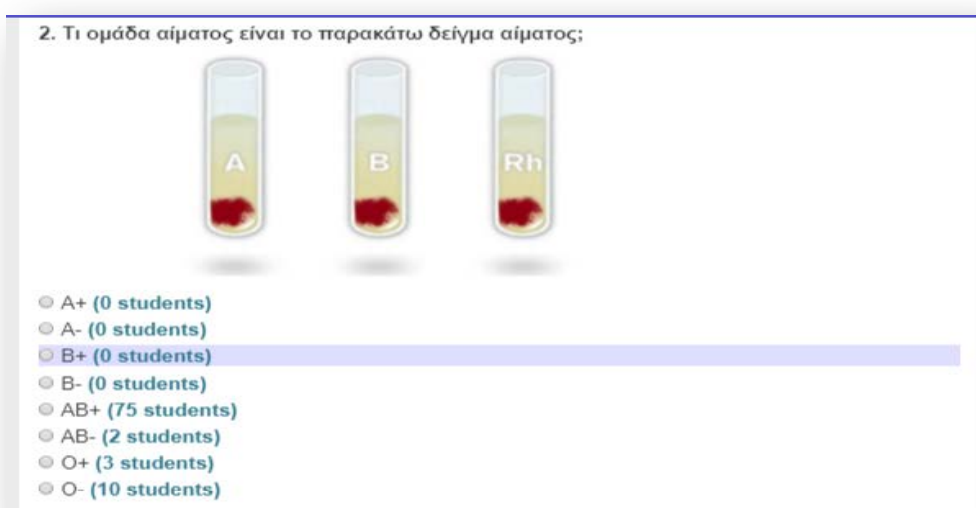 2. Τι ομάδα αίματος είναι το παρακάτω δείγμα αίματος;
A B Rh
A+ (0 students)
A- (0 students)
B+ (0 students)
B- (0 students)
AB+ (75 students)
AB- (2 students)
O+ (3 students)
O- (10 students)